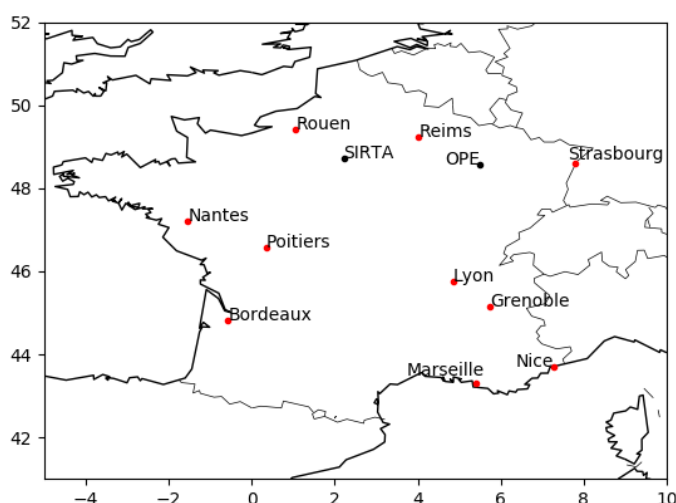 52
50
Rouen
Reims
SIRTA
OPE
Strasbourg
48
Nantes
Poitiers
46
Lyon
Grenoble
Bordeaux
44
Marseille
Nice
42
−4 −2 0 2 4 6 8 10